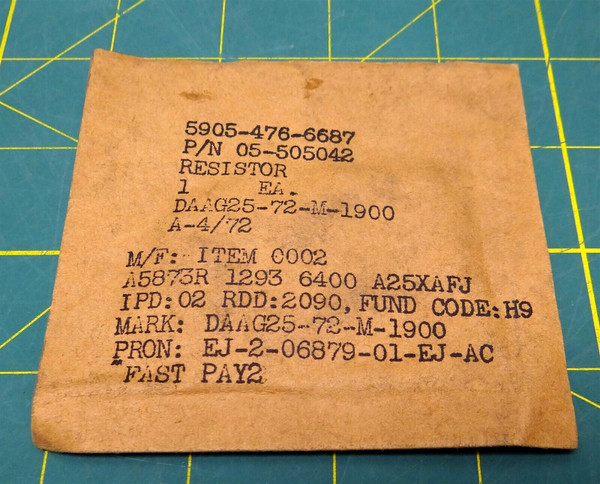 5905-476-6687
P/N 05-505042
RESISTOR
1 EA.
DAAG25-72-M-1900
A-4/72
M/F: ITEM 0002
A5873R 1293 6400 A25XAFJ
IPD:02 RDD:2090, FUND CODE:H9
MARK: DAAG25-72-M-1900
PRON: EJ-2-06879-01-EJ-AC
FAST PAY2